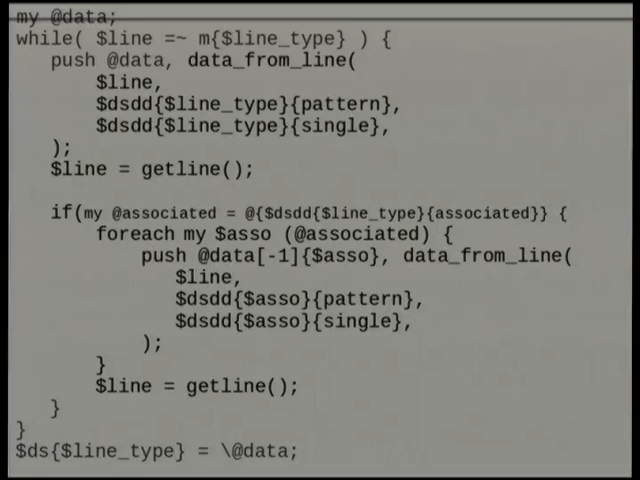 my @data;
while( $line =~ m{$line_type} ) {
push @data, data_from_line(
$line,
$dsdd{$line_type}{pattern},
$dsdd{$line_type}{single},
);
$line = getline();
if(my @associated = @{$dsdd{$line_type}{associated}} {
foreach my $asso (@associated) {
push @data[-1]{$asso}, data_from_line(
$line,
$dsdd{$asso}{pattern},
$dsdd{$asso}{single},
);
}
$line = getline();
}
}
$ds{$line_type} = \@data;